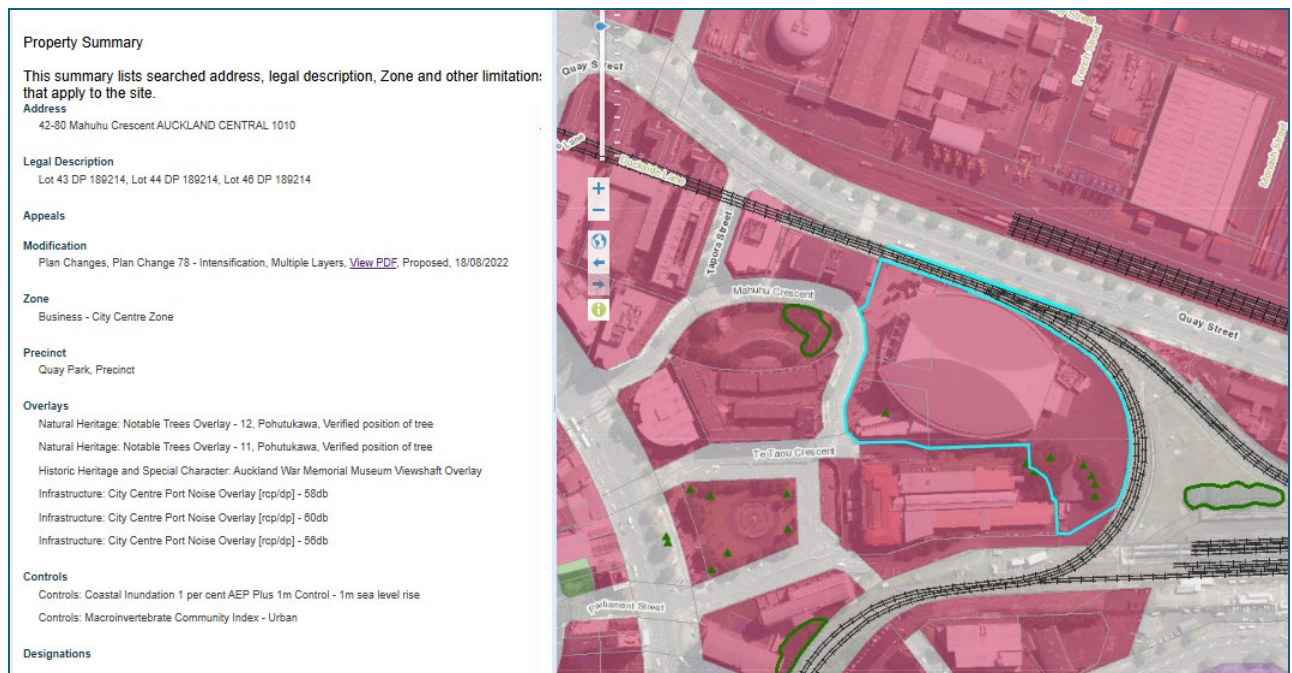 Property Summary
This summary lists searched address, legal description, Zone and other limitations
that apply to the site.
Address
42-80 Mahuhu Crescent AUCKLAND CENTRAL 1010
Legal Description
Lot 43 DP 189214, Lot 44 DP 189214, Lot 46 DP 189214
Appeals
Modification
Plan Changes, Plan Change 78 - Intensification, Multiple Layers, View PDF, Proposed, 18/08/2022
Zone
Business - City Centre Zone
Precinct
Quay Park, Precinct
Overlays
Natural Heritage: Notable Trees Overlay - 12, Pohutukawa, Verified position of tree
Natural Heritage: Notable Trees Overlay - 11, Pohutukawa, Verified position of tree
Historic Heritage and Special Character: Auckland War Memorial Museum Viewshaft Overlay
Infrastructure: City Centre Port Noise Overlay [rcp/dp] - 58db
Infrastructure: City Centre Port Noise Overlay [rcp/dp] - 60db
Infrastructure: City Centre Port Noise Overlay [rcp/dp] - 56db
Controls
Controls: Coastal Inundation 1 per cent AEP Plus 1m Control - 1m sea level rise
Controls: Macroinvertebrate Community Index - Urban
Designations
Quay Street
Street
French Street
Monash Street
Lane
Dockside Lane
Tapora Street
Mahuhu Crescent
Quay Street
Te Taou Crescent
Parliament Street